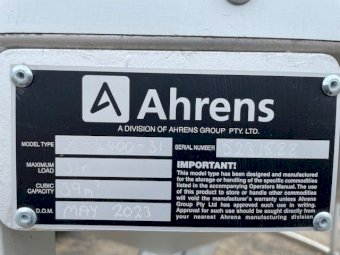 Ahrens
A DIVISION OF AHRENS GROUP PTY. LTD.
MODEL TYPE
SERIAL NUMBER
MAXIMUM LOAD
CUBIC CAPACITY
D.O.M. MAY 2023
IMPORTANT!
This model type has been designed and manufactured
for the storage or handling of the specific commodities
listed in the accompanying Operators Manual. The use
of this product to store or handle other commodities
will void the manufacturer's warranty unless Ahrens
Group Pty Ltd has approved such use in writing.
Approval for such use should be sought directly from
your nearest Ahrens manufacturing division